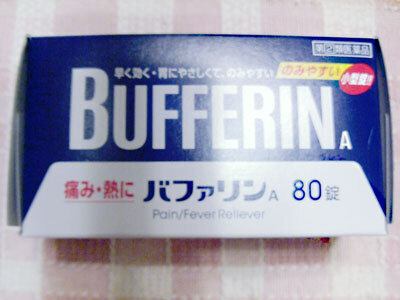 指定②類医薬品
早く効く・胃にやさしくて、のみやすい
のみやすい
小型錠!!
BUFFERIN A
痛み・熱に バファリンA 80錠
Pain/Fever Reliever